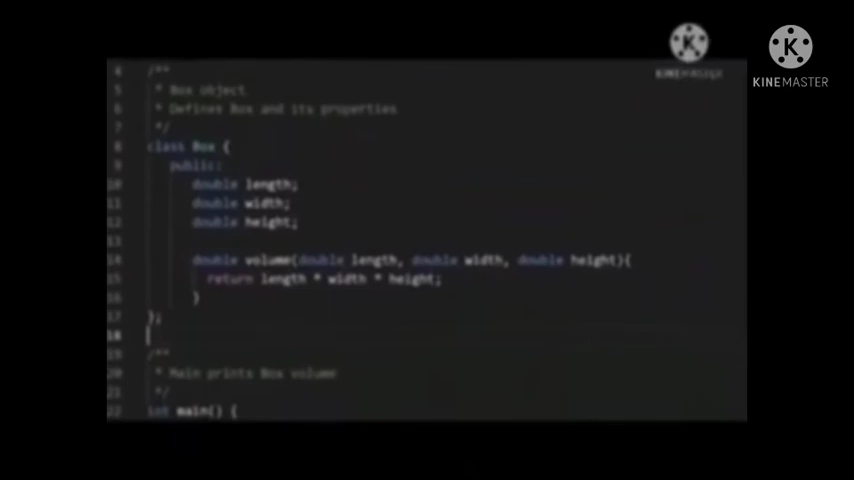 KINEMASTER
KINEMASTER
4 /**
5 * Box object
6 * Defines Box and its properties
7 */
8 class Box {
9 public:
10 double length;
11 double width;
12 double height;
13
14 double volume(double length, double width, double height){
15 return length * width * height;
16 }
17 };
18
19 /**
20 * Main prints Box volume
21 */
22 int main() {